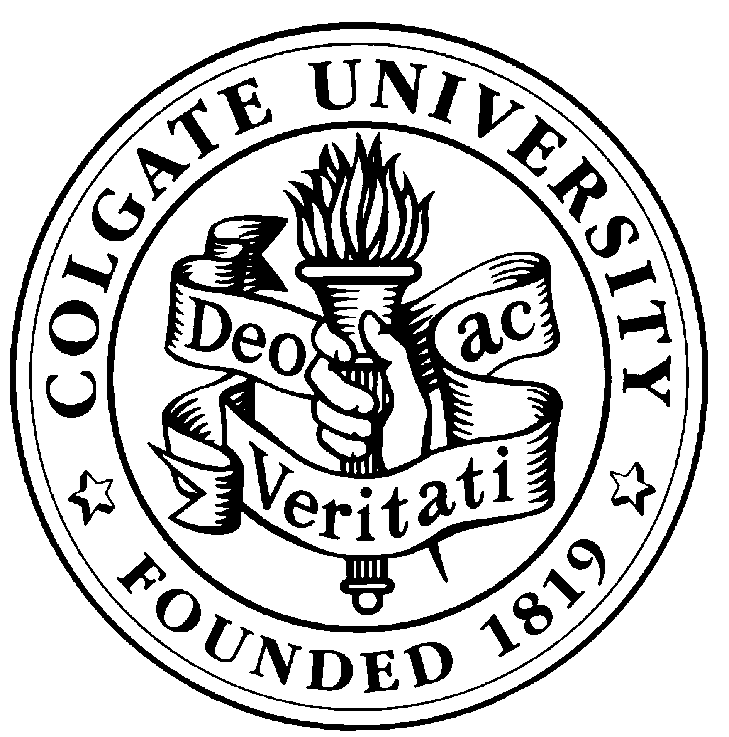 COLGATE UNIVERSITY
Deo ac
Veritati
FOUNDED 1819